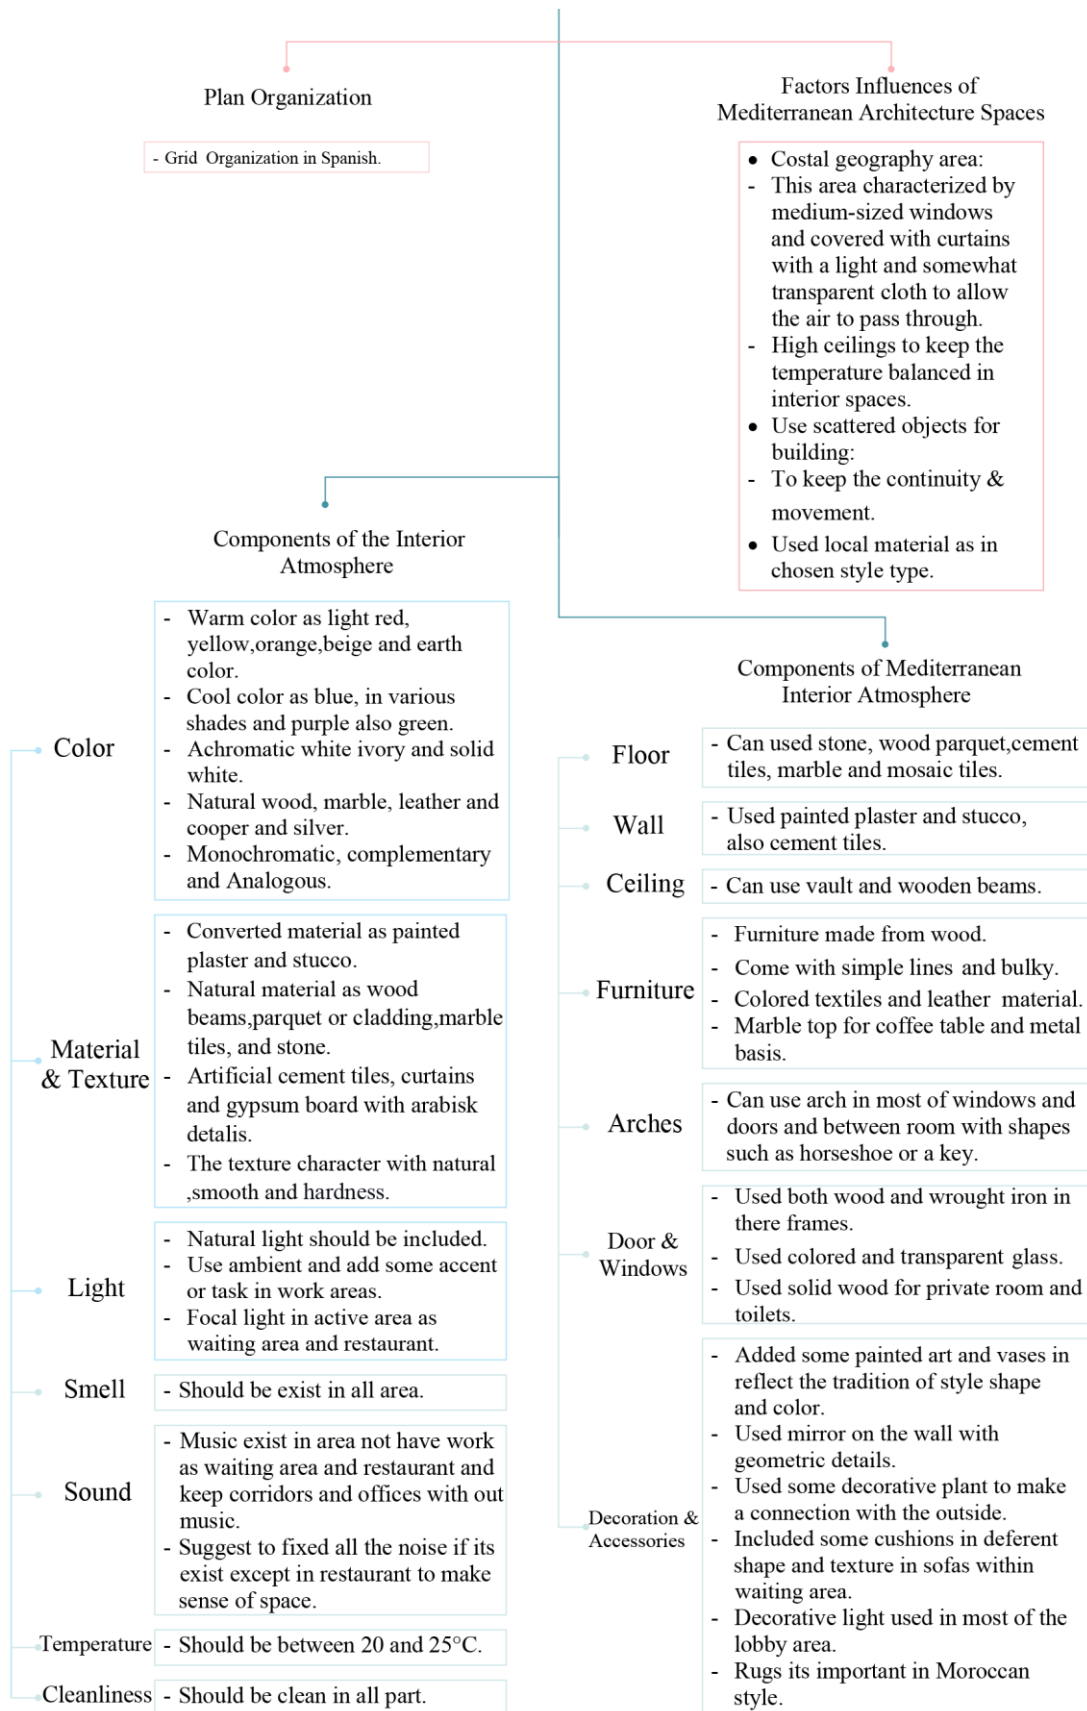 Plan Organization
- Grid Organization in Spanish.
Factors Influences of
Mediterranean Architecture Spaces
• Costal geography area:
- This area characterized by
medium-sized windows
and covered with curtains
with a light and somewhat
transparent cloth to allow
the air to pass through.
- High ceilings to keep the
temperature balanced in
interior spaces.
• Use scattered objects for
building:
- To keep the continuity &
movement.
• Used local material as in
chosen style type.
Components of the Interior
Atmosphere
Color
- Warm color as light red,
yellow,orange,beige and earth
color.
- Cool color as blue, in various
shades and purple also green.
- Achromatic white ivory and solid
white.
- Natural wood, marble, leather and
cooper and silver.
- Monochromatic, complementary
and Analogous.
Material
& Texture
- Converted material as painted
plaster and stucco.
- Natural material as wood
beams,parquet or cladding,marble
tiles, and stone.
- Artificial cement tiles, curtains
and gypsum board with arabisk
detalis.
- The texture character with natural
,smooth and hardness.
Light
- Natural light should be included.
- Use ambient and add some accent
or task in work areas.
- Focal light in active area as
waiting area and restaurant.
Smell
- Should be exist in all area.
Sound
- Music exist in area not have work
as waiting area and restaurant and
keep corridors and offices with out
music.
- Suggest to fixed all the noise if its
exist except in restaurant to make
sense of space.
Temperature
- Should be between 20 and 25°C.
Cleanliness
- Should be clean in all part.
Components of Mediterranean
Interior Atmosphere
Floor
- Can used stone, wood parquet,cement
tiles, marble and mosaic tiles.
Wall
- Used painted plaster and stucco,
also cement tiles.
Ceiling
- Can use vault and wooden beams.
Furniture
- Furniture made from wood.
- Come with simple lines and bulky.
- Colored textiles and leather material.
- Marble top for coffee table and metal
basis.
Arches
- Can use arch in most of windows and
doors and between room with shapes
such as horseshoe or a key.
Door &
Windows
- Used both wood and wrought iron in
there frames.
- Used colored and transparent glass.
- Used solid wood for private room and
toilets.
Decoration &
Accessories
- Added some painted art and vases in
reflect the tradition of style shape
and color.
- Used mirror on the wall with
geometric details.
- Used some decorative plant to make
a connection with the outside.
- Included some cushions in deferent
shape and texture in sofas within
waiting area.
- Decorative light used in most of the
lobby area.
- Rugs its important in Moroccan
style.